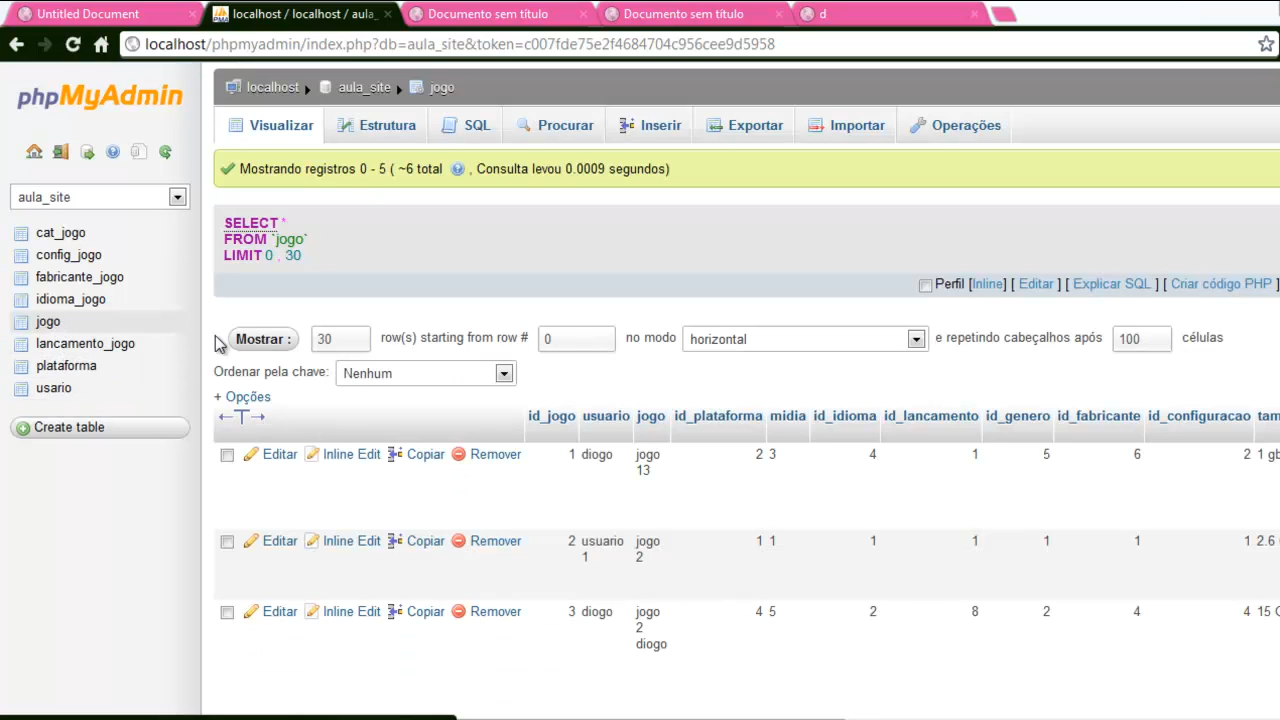 Untitled Document
localhost / localhost / aula_
Documento sem título
Documento sem título
d
localhost/phpmyadmin/index.php?db=aula_site&token=c007fde75e2f4684704c956cee9d5958
phpMyAdmin
localhost
aula_site
jogo
Visualizar
Estrutura
SQL
Procurar
Inserir
Exportar
Importar
Operações
Mostrando registros 0 - 5 ( ~6 total , Consulta levou 0.0009 segundos)
aula_site
cat_jogo
config_jogo
fabricante_jogo
idioma_jogo
jogo
lancamento_jogo
plataforma
usario
Create table
SELECT *
FROM `jogo`
LIMIT 0 , 30
Perfil [Inline] [ Editar ] [ Explicar SQL ] [ Criar código PHP ]
Mostrar : 30 row(s) starting from row # 0 no modo horizontal e repetindo cabeçalhos após 100 células
Ordenar pela chave: Nenhum
+ Opções
←T→ id_jogo usuario jogo id_plataforma midia id_idioma id_lancamento id_genero id_fabricante id_configuracao tam
Editar Inline Edit Copiar Remover 1 diogo jogo 2 3 4 1 5 6 2 1 gb
13
Editar Inline Edit Copiar Remover 2 usuario jogo 1 1 1 1 1 1 1 2.6
1 2
Editar Inline Edit Copiar Remover 3 diogo jogo 4 5 2 8 2 4 4 15 G
2
diogo